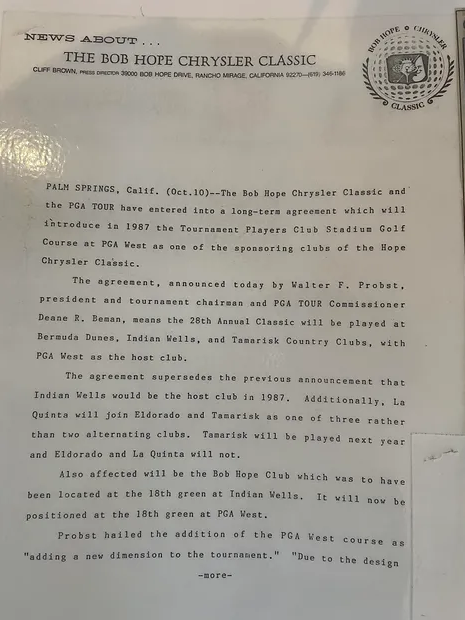 NEWS ABOUT...
THE BOB HOPE CHRYSLER CLASSIC
CLIFF BROWN, PRESS DIRECTOR 39000 BOB HOPE DRIVE, RANCHO MIRAGE, CALIFORNIA 92270—(619) 346-1186
BOB HOPE CHRYSLER
CLASSIC
PALM SPRINGS, Calif. (Oct.10)--The Bob Hope Chrysler Classic and
the PGA TOUR have entered into a long-term agreement which will
introduce in 1987 the Tournament Players Club Stadium Golf
Course at PGA West as one of the sponsoring clubs of the Hope
Chrysler Classic.
The agreement, announced today by Walter F. Probst,
president and tournament chairman and PGA TOUR Commissioner
Deane R. Beman, means the 28th Annual Classic will be played at
Bermuda Dunes, Indian Wells, and Tamarisk Country Clubs, with
PGA West as the host club.
The agreement supersedes the previous announcement that
Indian Wells would be the host club in 1987. Additionally, La
Quinta will join Eldorado and Tamarisk as one of three rather
than two alternating clubs. Tamarisk will be played next year
and Eldorado and La Quinta will not.
Also affected will be the Bob Hope Club which was to have
been located at the 18th green at Indian Wells. It will now be
positioned at the 18th green at PGA West.
Probst hailed the addition of the PGA West course as
"adding a new dimension to the tournament." "Due to the design
-more-